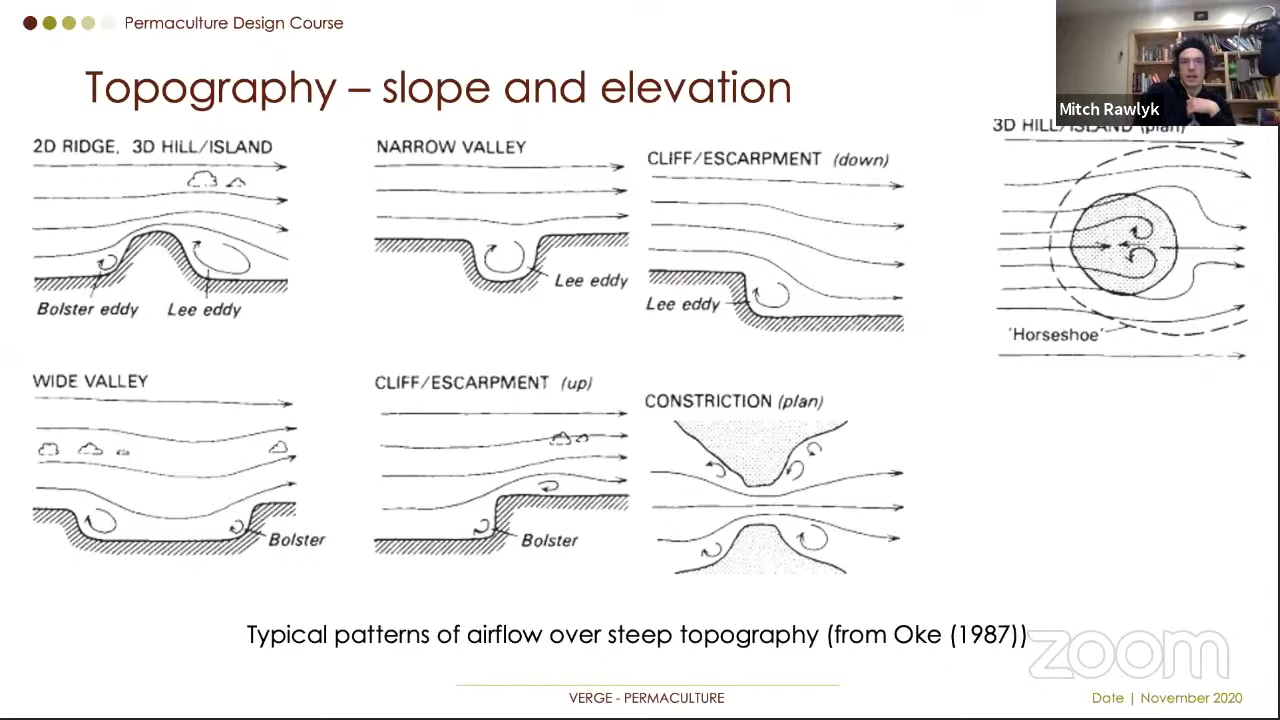 Permaculture Design Course
Mitch Rawlyk
Topography – slope and elevation
2D RIDGE, 3D HILL/ISLAND
NARROW VALLEY
CLIFF/ESCARPMENT (down)
3D HILL/ISLAND (plan)
Bolster eddy
Lee eddy
Lee eddy
Lee eddy
'Horseshoe'
WIDE VALLEY
CLIFF/ESCARPMENT (up)
CONSTRICTION (plan)
Bolster
Bolster
Typical patterns of airflow over steep topography (from Oke (1987))
zoom
VERGE - PERMACULTURE
Date | November 2020